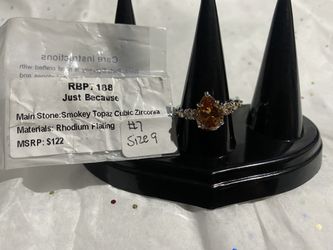 Care Instructions
RBP: 188
Just Because
Main Stone: Smokey Topaz Cubic Zirconia
Materials: Rhodium Plating
MSRP: $122
#7
Size 9